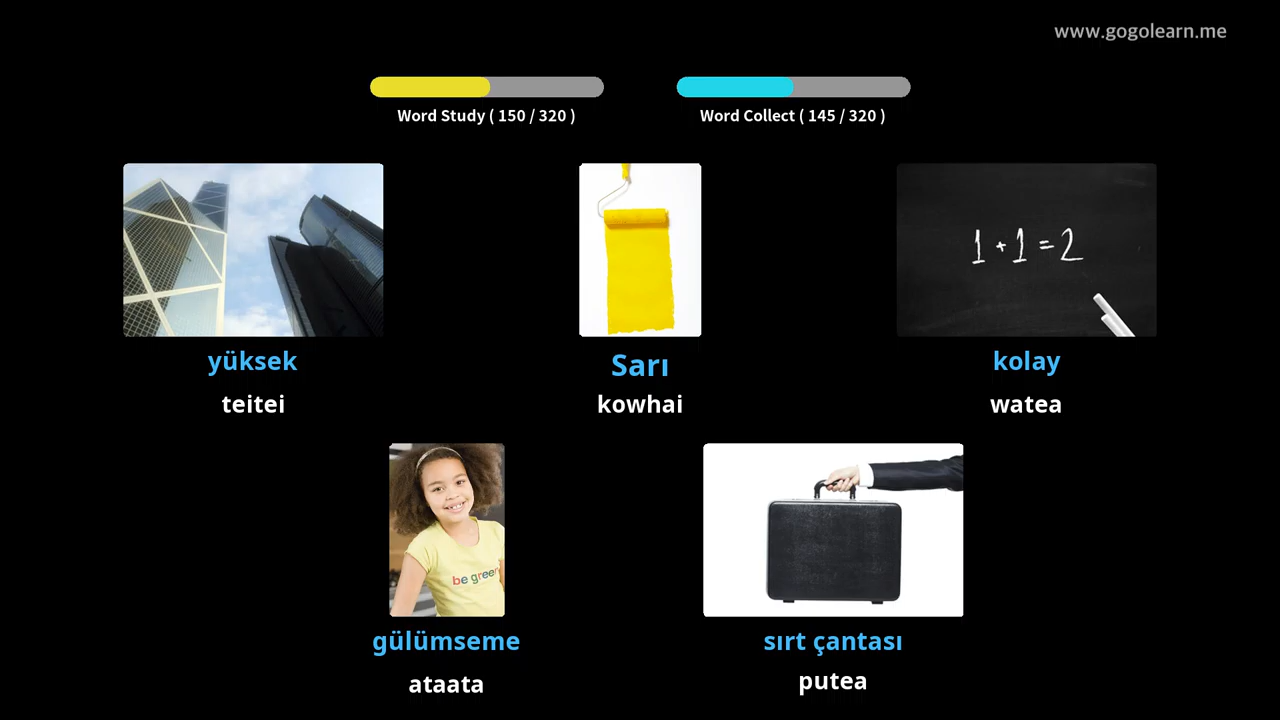 www.gogolearn.me
Word Study ( 150 / 320 )
Word Collect ( 145 / 320 )
1 + 1 = 2
yüksek
Sarı
kolay
teitei
kowhai
watea
be green
gülümseme
sırt çantası
ataata
putea